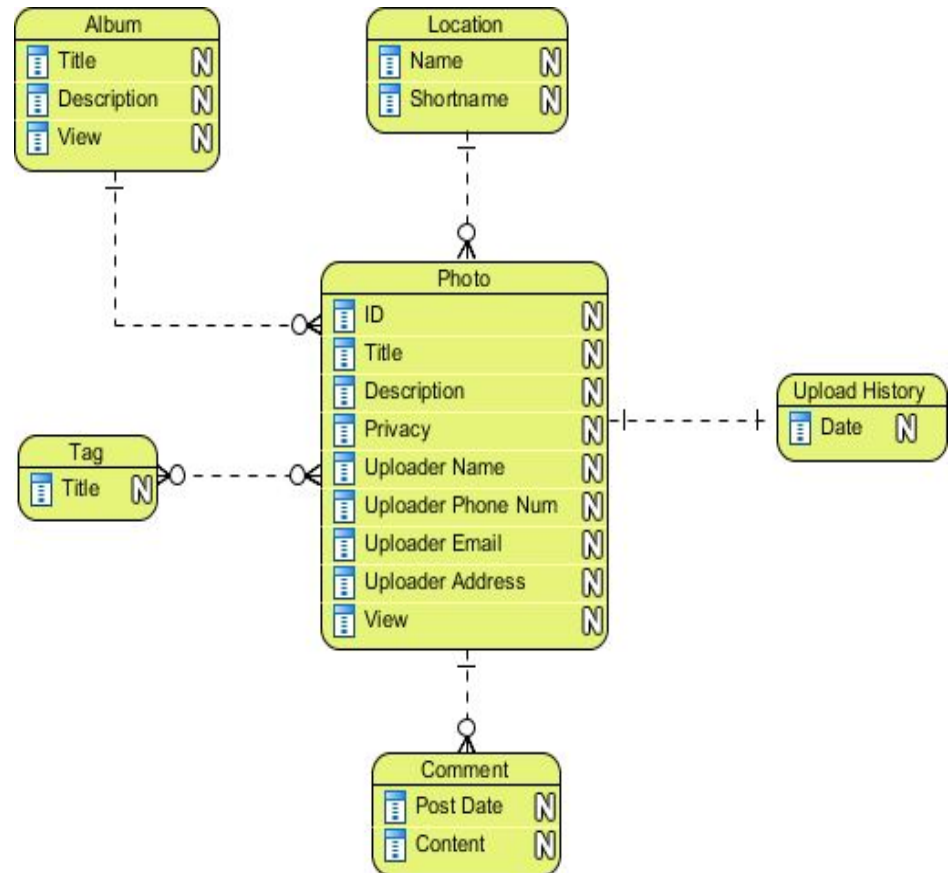 Album
Title N
Description N
View N
Location
Name N
Shortname N
Photo
ID N
Title N
Description N
Privacy N
Uploader Name N
Uploader Phone Num N
Uploader Email N
Uploader Address N
View N
Upload History
Date N
Tag
Title N
Comment
Post Date N
Content N